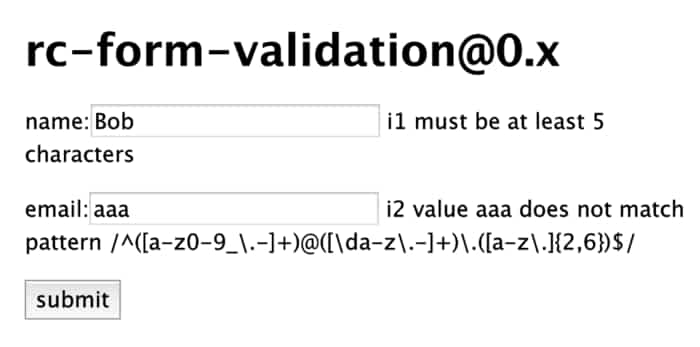 rc-form-validation@0.x
name: Bob i1 must be at least 5
characters
email: aaa i2 value aaa does not match
pattern /^([a-z0-9_\.-]+)@([\da-z\.-]+)\.([a-z\.]{2,6})$/
submit